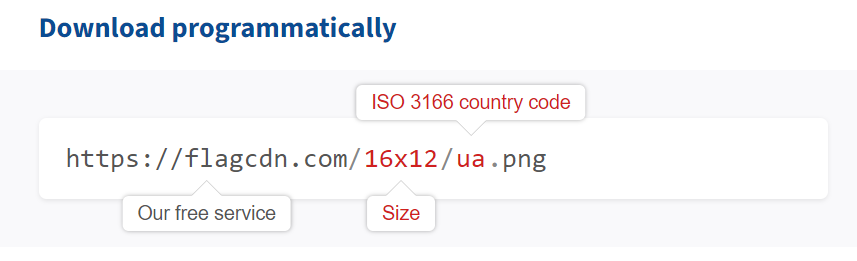 Download programmatically
ISO 3166 country code
https://flagcdn.com/16x12/ua.png
Our free service
Size